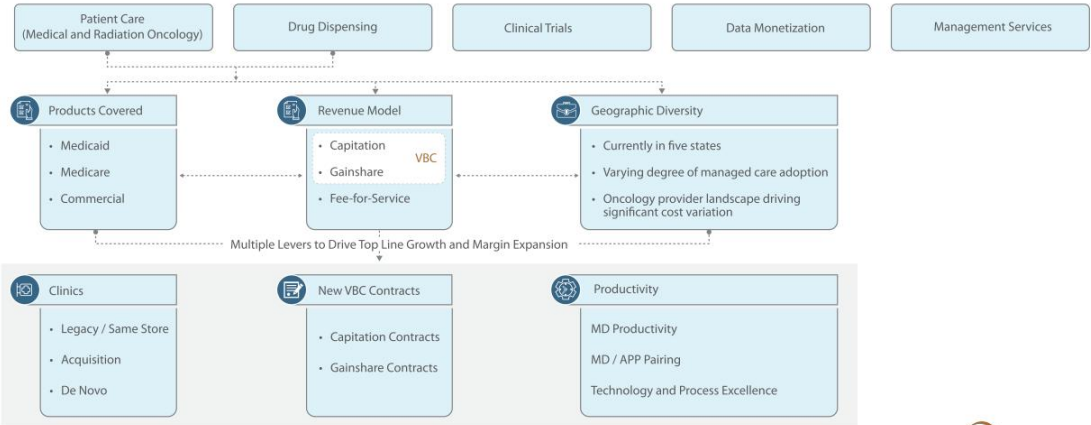 Patient Care
(Medical and Radiation Oncology)
Drug Dispensing
Clinical Trials
Data Monetization
Management Services
Products Covered
• Medicaid
• Medicare
• Commercial
Revenue Model
• Capitation
• Gainshare
VBC
• Fee-for-Service
Geographic Diversity
• Currently in five states
• Varying degree of managed care adoption
• Oncology provider landscape driving
significant cost variation
Multiple Levers to Drive Top Line Growth and Margin Expansion
Clinics
• Legacy / Same Store
• Acquisition
• De Novo
New VBC Contracts
• Capitation Contracts
• Gainshare Contracts
Productivity
MD Productivity
MD / APP Pairing
Technology and Process Excellence